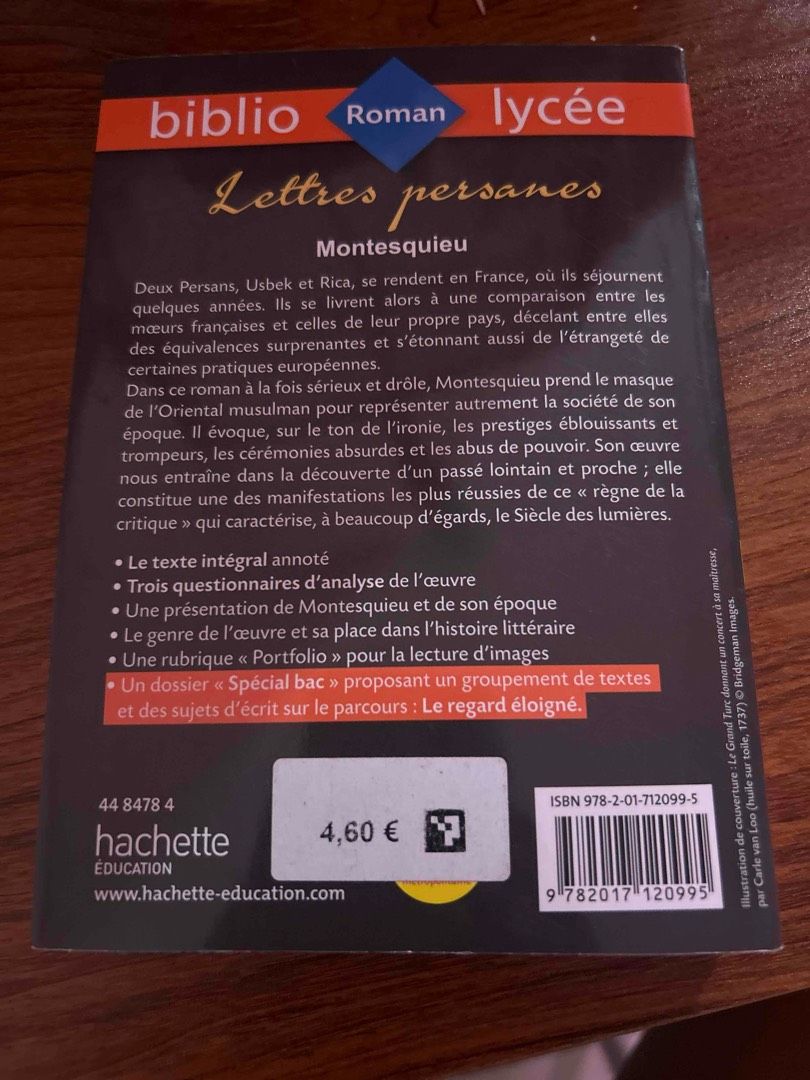 biblio Roman lycée
Lettres persanes
Montesquieu
Deux Persans, Usbek et Rica, se rendent en France, où ils séjournent
quelques années. Ils se livrent alors à une comparaison entre les
mœurs françaises et celles de leur propre pays, décelant entre elles
des équivalences surprenantes et s'étonnant aussi de l'étrangeté de
certaines pratiques européennes.
Dans ce roman à la fois sérieux et drôle, Montesquieu prend le masque
de l'Oriental musulman pour représenter autrement la société de son
époque. Il évoque, sur le ton de l'ironie, les prestiges éblouissants et
trompeurs, les cérémonies absurdes et les abus de pouvoir. Son œuvre
nous entraîne dans la découverte d'un passé lointain et proche ; elle
constitue une des manifestations les plus réussies de ce « règne de la
critique » qui caractérise, à beaucoup d'égards, le Siècle des lumières.
• Le texte intégral annoté
• Trois questionnaires d'analyse de l'œuvre
• Une présentation de Montesquieu et de son époque
• Le genre de l'œuvre et sa place dans l'histoire littéraire
• Une rubrique « Portfolio » pour la lecture d'images
• Un dossier « Spécial bac » proposant un groupement de textes
et des sujets d'écrit sur le parcours : Le regard éloigné.
44 8478 4
hachette
ÉDUCATION
www.hachette-education.com
4,60 €
métropolitaine
ISBN 978-2-01-712099-5
9 782017 120995
Illustration de couverture : Le Grand Turc donnant un concert à sa maîtresse,
par Carle van Loo (huile sur toile, 1737) © Bridgeman Images.